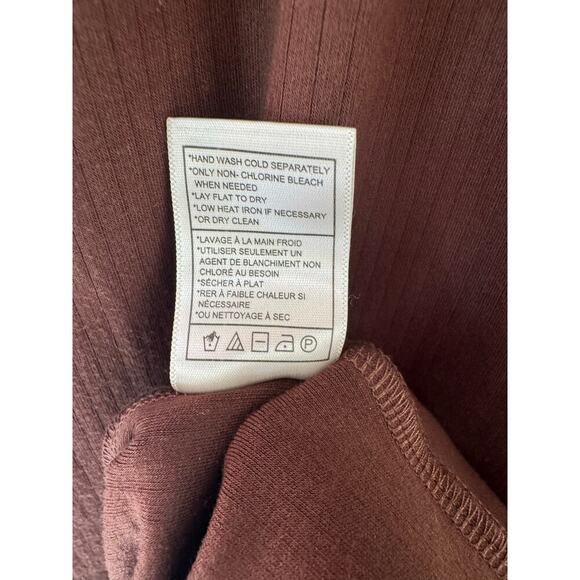 *HAND WASH COLD SEPARATELY
*ONLY NON- CHLORINE BLEACH
WHEN NEEDED
*LAY FLAT TO DRY
*LOW HEAT IRON IF NECESSARY
*OR DRY CLEAN
*LAVAGE À LA MAIN FROID
*UTILISER SEULEMENT UN
AGENT DE BLANCHIMENT NON
CHLORÉ AU BESOIN
*SÉCHER À PLAT
*RER À FAIBLE CHALEUR SI
NÉCESSAIRE
*OU NETTOYAGE À SEC
P